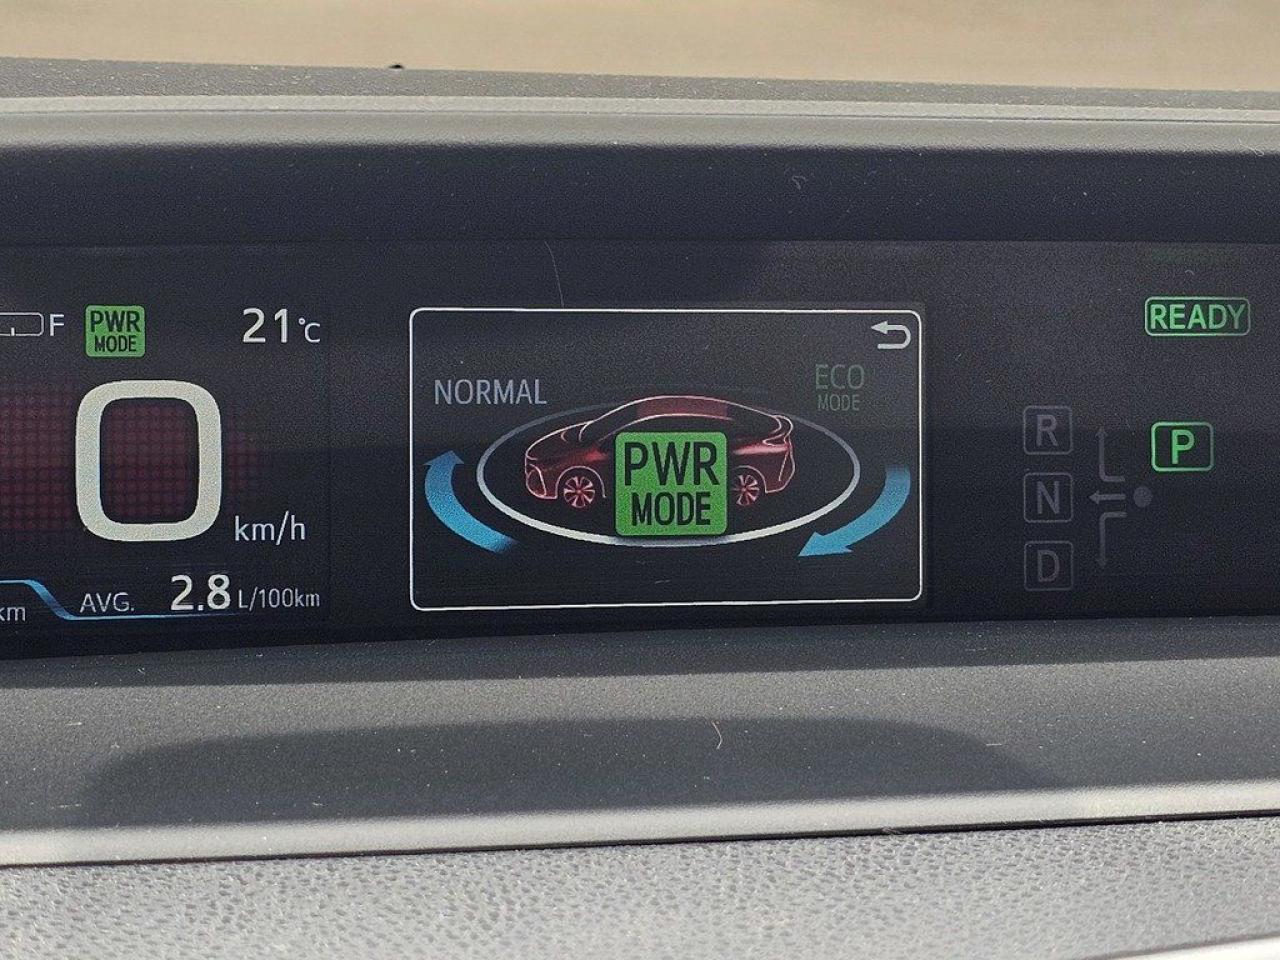 F
PWR
MODE
21°C
0
km/h
km
AVG. 2.8 L/100km
NORMAL
ECO
MODE
PWR
MODE
READY
R
N
D
P